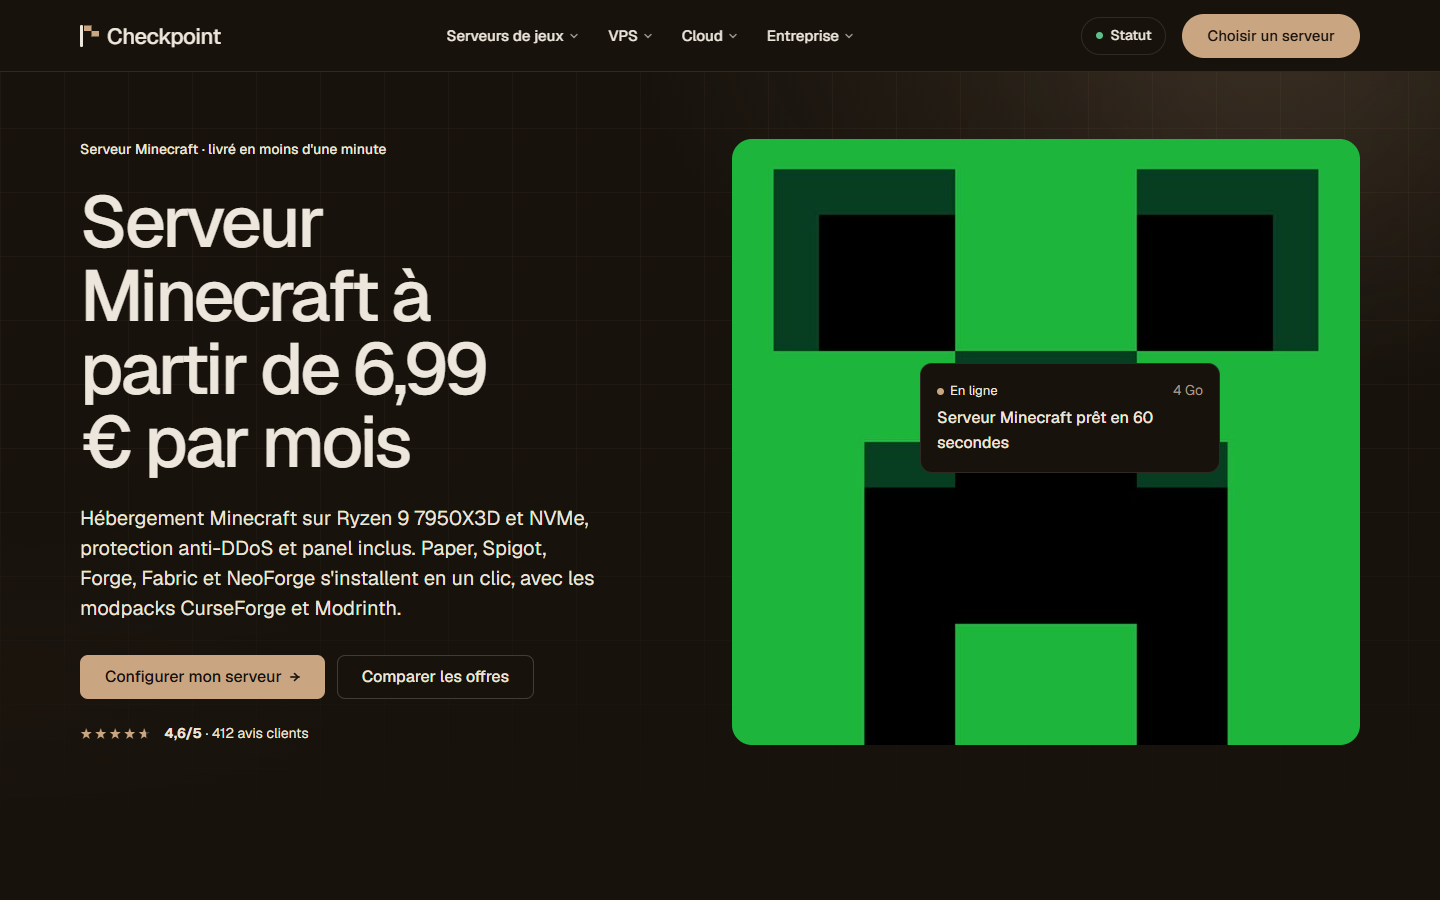 Checkpoint
Serveurs de jeux
VPS
Cloud
Entreprise
Statut
Choisir un serveur
Serveur Minecraft · livré en moins d'une minute
Serveur
Minecraft à
partir de 6,99
€ par mois
Hébergement Minecraft sur Ryzen 9 7950X3D et NVMe,
protection anti-DDoS et panel inclus. Paper, Spigot,
Forge, Fabric et NeoForge s'installent en un clic, avec les
modpacks CurseForge et Modrinth.
Configurer mon serveur →
Comparer les offres
4,6/5 · 412 avis clients
En ligne
4 Go
Serveur Minecraft prêt en 60
secondes